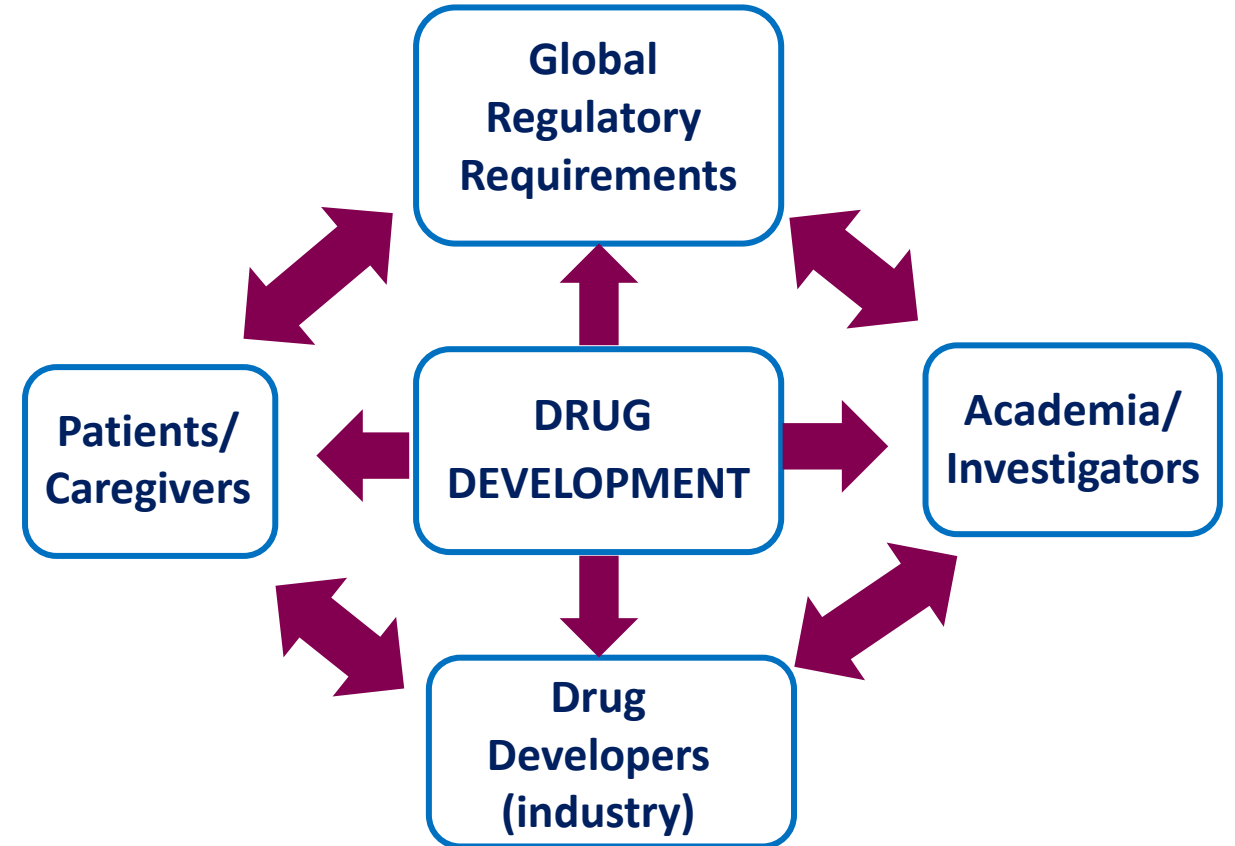 Global
Regulatory
Requirements
Patients/
Caregivers
DRUG
DEVELOPMENT
Academia/
Investigators
Drug
Developers
(industry)